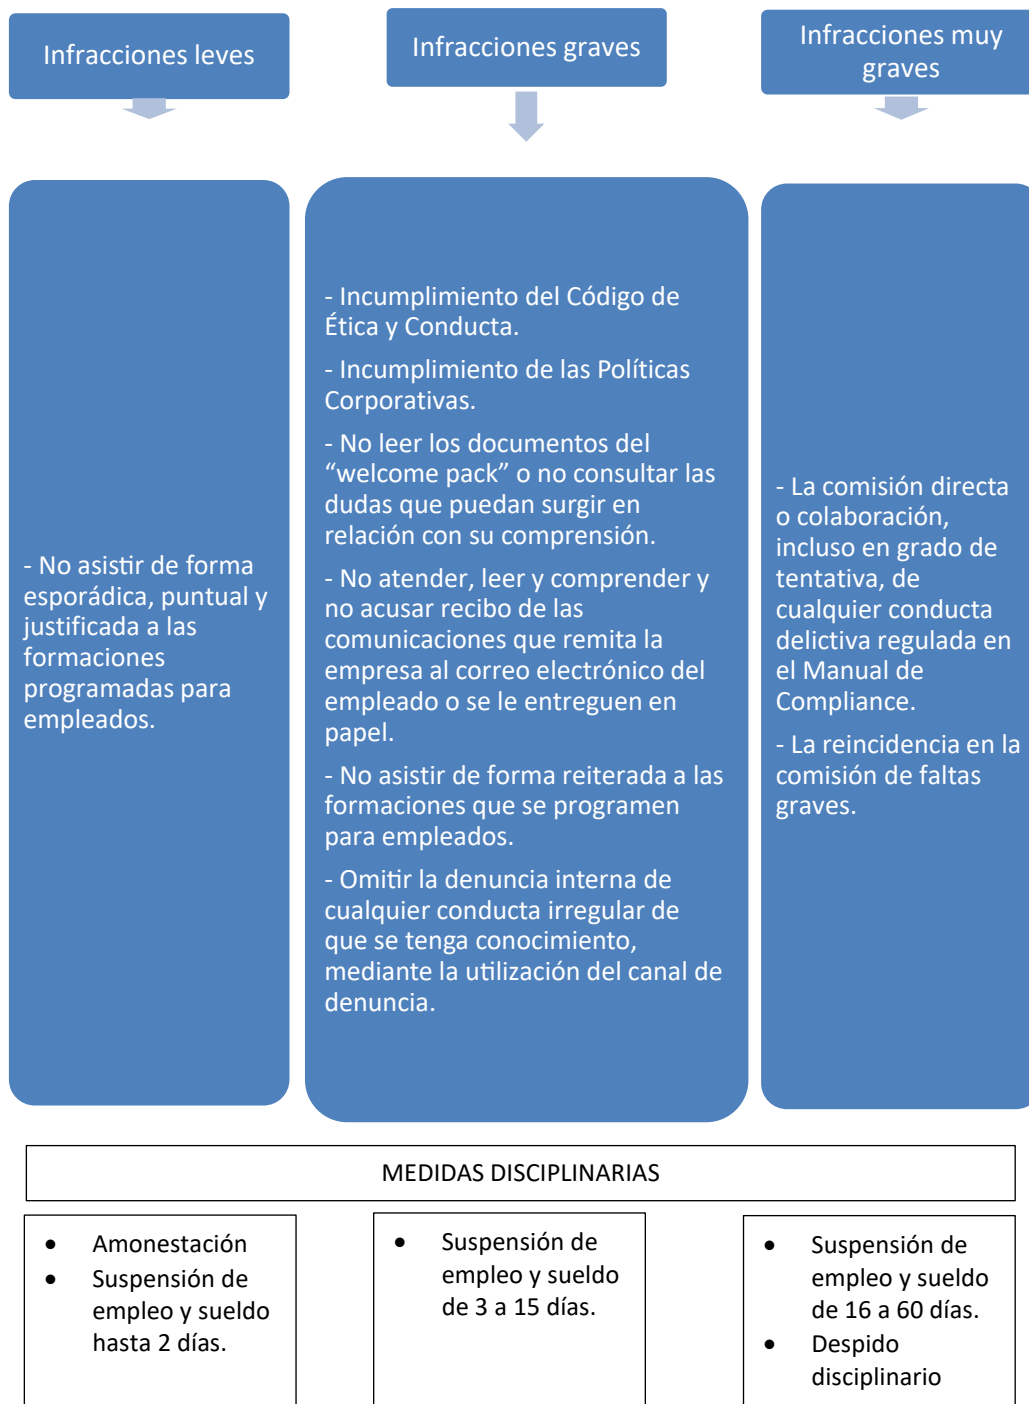 Infracciones leves
Infracciones graves
Infracciones muy
graves
- No asistir de forma
esporádica, puntual y
justificada a las
formaciones
programadas para
empleados.
- Incumplimiento del Código de
Ética y Conducta.
- Incumplimiento de las Políticas
Corporativas.
- No leer los documentos del
“welcome pack” o no consultar las
dudas que puedan surgir en
relación con su comprensión.
- No atender, leer y comprender y
no acusar recibo de las
comunicaciones que remita la
empresa al correo electrónico del
empleado o se le entreguen en
papel.
- No asistir de forma reiterada a las
formaciones que se programen
para empleados.
- Omitir la denuncia interna de
cualquier conducta irregular de
que se tenga conocimiento,
mediante la utilización del canal de
denuncia.
- La comisión directa
o colaboración,
incluso en grado de
tentativa, de
cualquier conducta
delictiva regulada en
el Manual de
Compliance.
- La reincidencia en la
comisión de faltas
graves.
MEDIDAS DISCIPLINARIAS
• Amonestación
• Suspensión de
empleo y sueldo
hasta 2 días.
• Suspensión de
empleo y sueldo
de 3 a 15 días.
• Suspensión de
empleo y sueldo
de 16 a 60 días.
• Despido
disciplinario